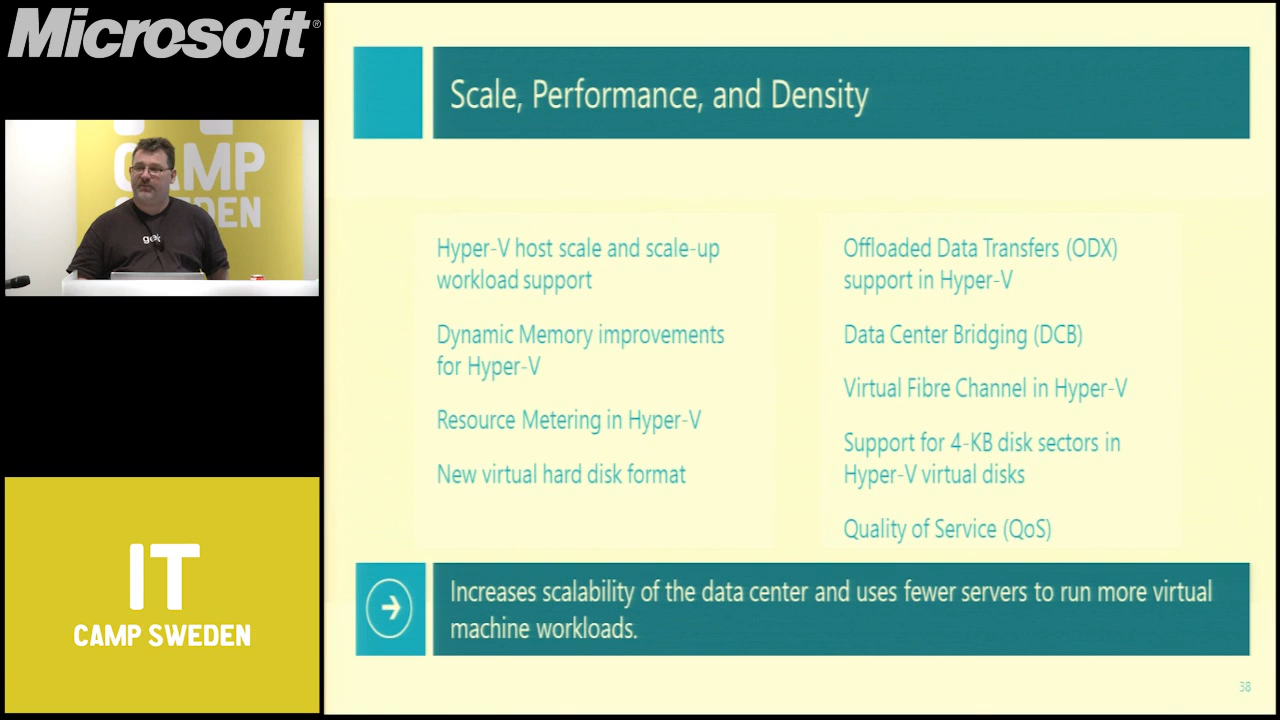 Microsoft®
CAMP
geek
Scale, Performance, and Density
Hyper-V host scale and scale-up
workload support
Dynamic Memory improvements
for Hyper-V
Resource Metering in Hyper-V
New virtual hard disk format
Offloaded Data Transfers (ODX)
support in Hyper-V
Data Center Bridging (DCB)
Virtual Fibre Channel in Hyper-V
Support for 4-KB disk sectors in
Hyper-V virtual disks
Quality of Service (QoS)
Increases scalability of the data center and uses fewer servers to run more virtual
machine workloads.
38
IT
CAMP SWEDEN